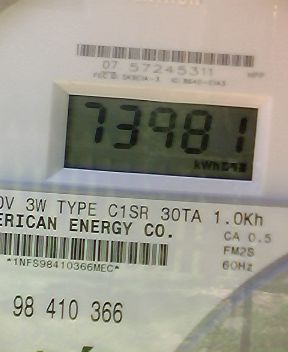 07 57245311
73981
kWh
0V 3W TYPE C1SR 30TA 1.0Kh
ERICAN ENERGY CO.
CA 0.5
*1NFS98410366MEC*
FM2S
60Hz
98 410 366